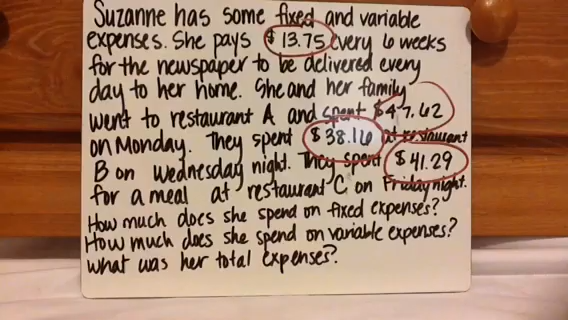 Suzanne has some fixed and variable
expenses. She pays $13.75 every 6 weeks
for the newspaper to be delivered every
day to her home. She and her family
went to restaurant A and spent $47.62
on Monday. They spent $38.16 at restaurant
B on Wednesday night. They spent $41.29
for a meal at restaurant C on Friday night.
How much does she spend on fixed expenses?
How much does she spend on variable expenses?
What was her total expenses?